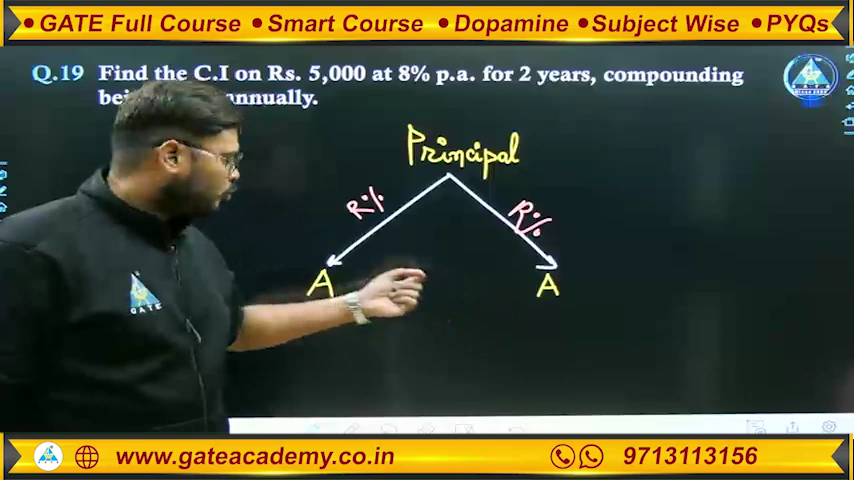 • GATE Full Course • Smart Course • Dopamine • Subject Wise • PYQs
Q.19 Find the C.I on Rs. 5,000 at 8% p.a. for 2 years, compounding
annually.
Principal
R% R%
A A
GATE
www.gateacademy.co.in 9713113156